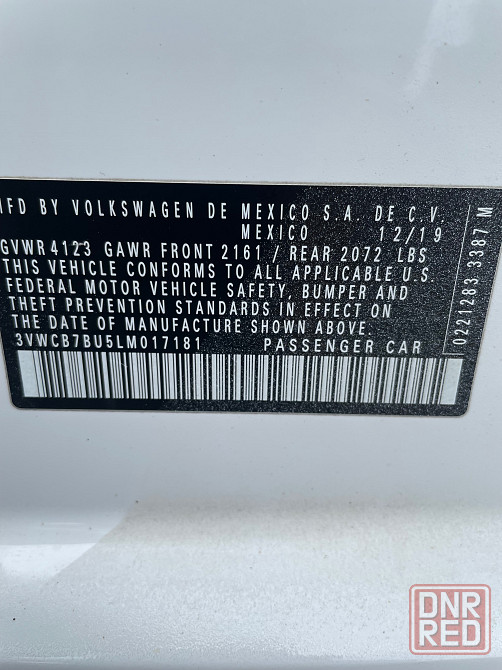 MFD BY VOLKSWAGEN DE MEXICO S.A. DE C.V.
MEXICO 12/19
GVWR 4123 GAWR FRONT 2161 / REAR 2072 LBS
THIS VEHICLE CONFORMS TO ALL APPLICABLE U.S.
FEDERAL MOTOR VEHICLE SAFETY, BUMPER AND
THEFT PREVENTION STANDARDS IN EFFECT ON
THE DATE OF MANUFACTURE SHOWN ABOVE.
3VWCB7BU5LM017181 PASSENGER CAR
0221283 3387 M
DNR
RED